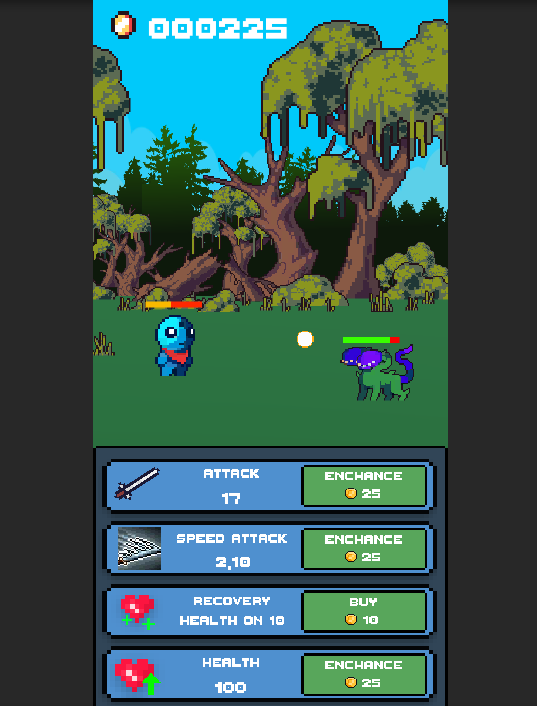 000225
ATTACK
17
ENCHANCE
25
SPEED ATTACK
2,10
ENCHANCE
25
RECOVERY
HEALTH ON 10
BUY
10
HEALTH
100
ENCHANCE
25